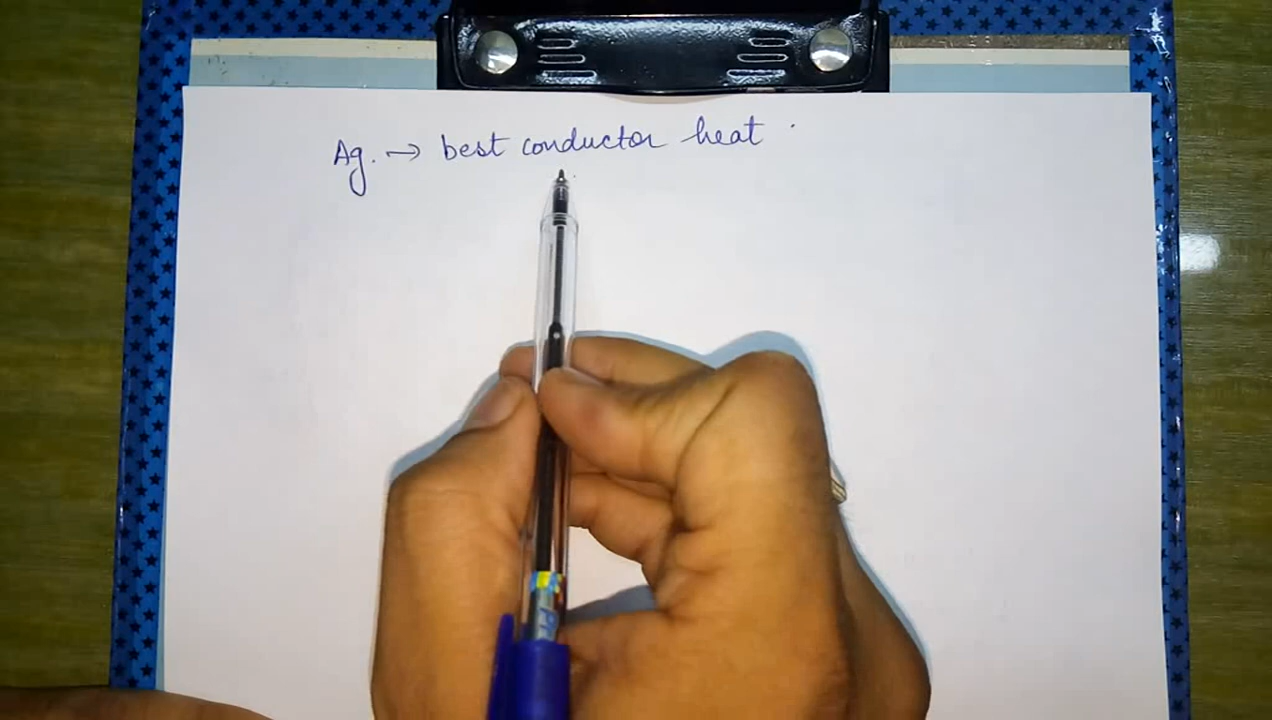 Ag. → best conductor heat.